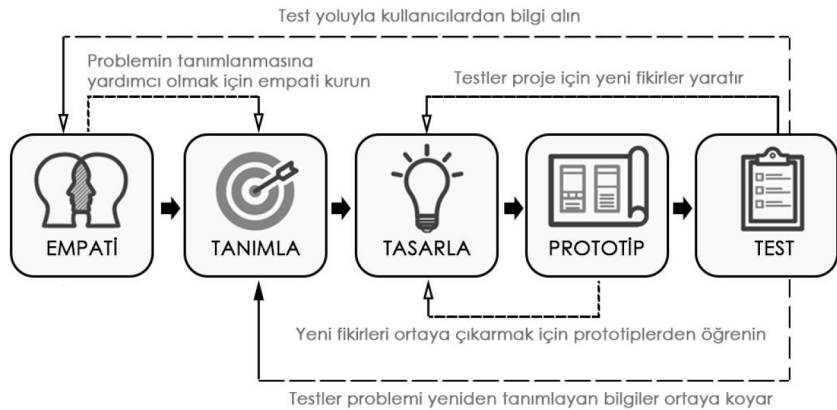 Test yoluyla kullanıcılardan bilgi alın
Problemin tanımlanmasına
yardımcı olmak için empati kurun
Testler proje için yeni fikirler yaratır
EMPATİ
TANIMLA
TASARLA
PROTOTİP
TEST
Yeni fikirleri ortaya çıkarmak için prototiplerden öğrenin
Testler problemi yeniden tanımlayan bilgiler ortaya koyar